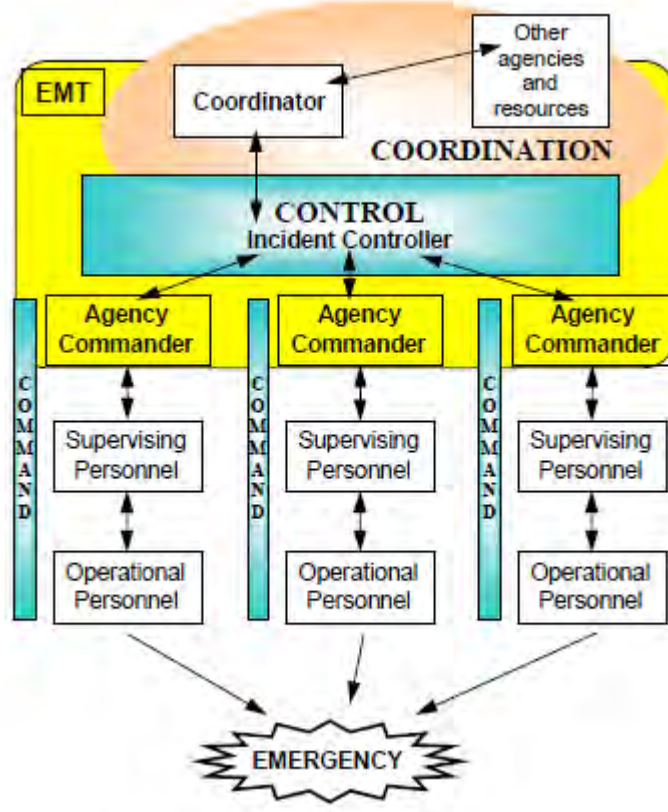 Other
agencies
and
resources
EMT
Coordinator
COORDINATION
CONTROL
Incident Controller
Agency
Commander
Agency
Commander
Agency
Commander
COMMAND
COMMAND
COMMAND
Supervising
Personnel
Supervising
Personnel
Supervising
Personnel
Operational
Personnel
Operational
Personnel
Operational
Personnel
EMERGENCY